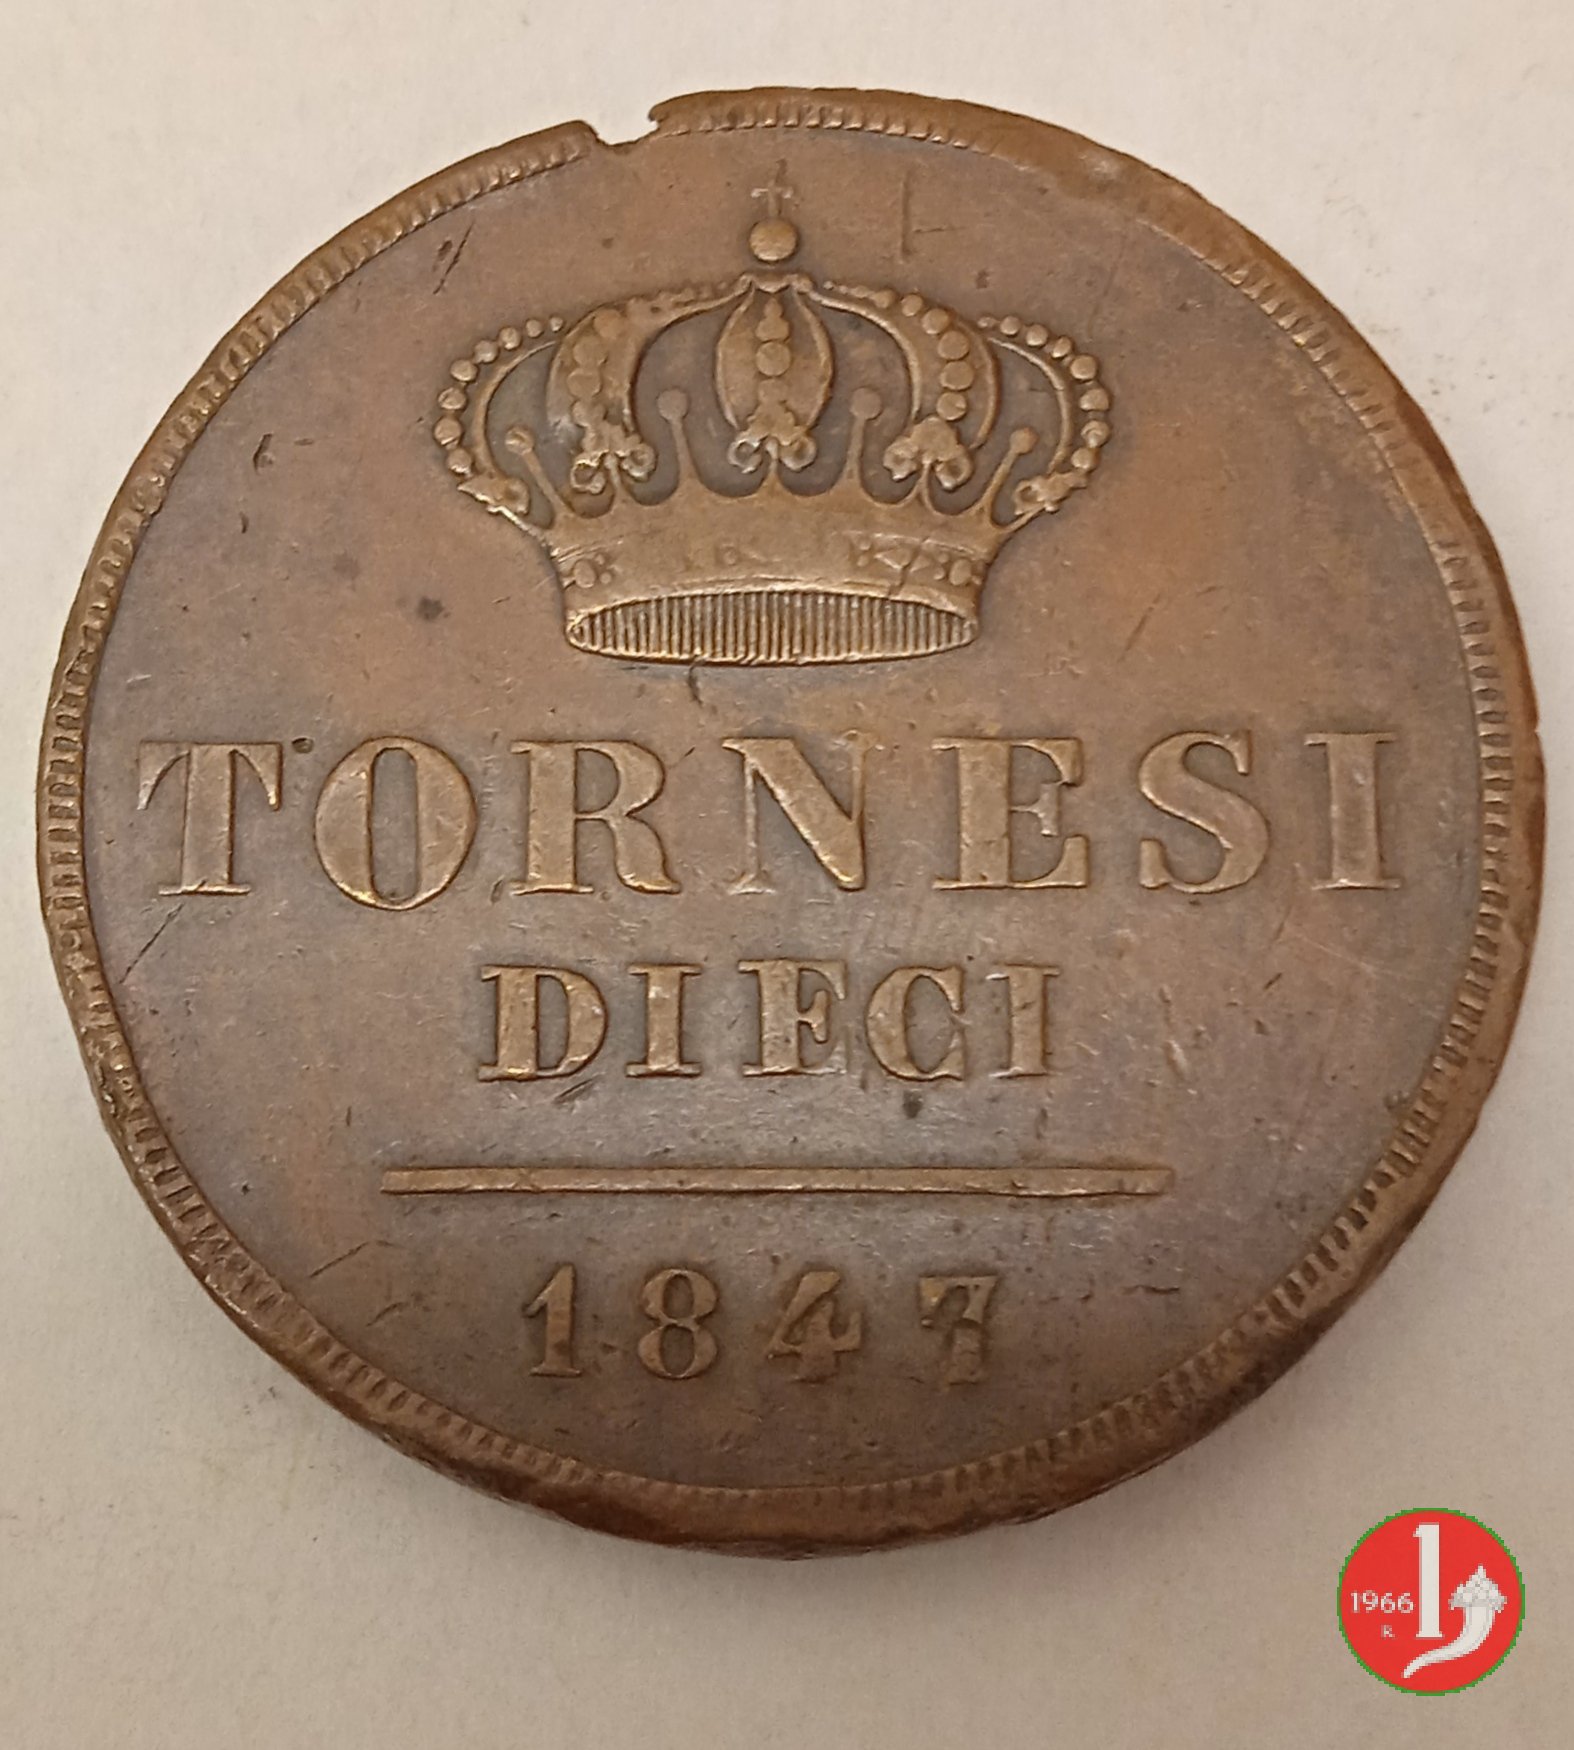 TORNESI
DIECI
1847
1966
R